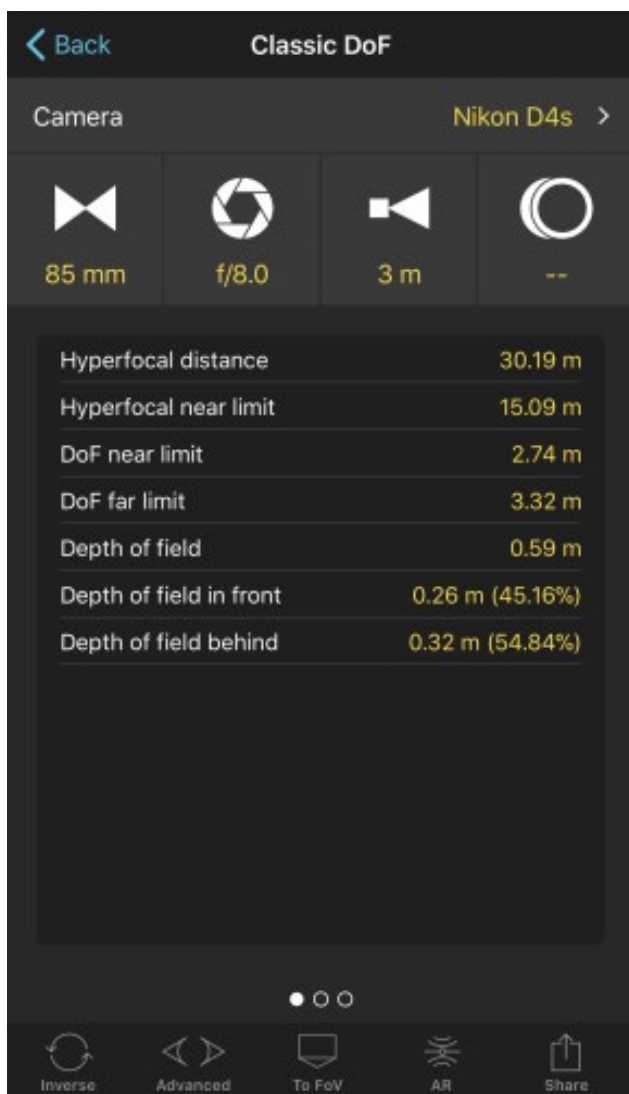 Back Classic DoF
Camera Nikon D4s
85 mm f/8.0 3 m --
Hyperfocal distance 30.19 m
Hyperfocal near limit 15.09 m
DoF near limit 2.74 m
DoF far limit 3.32 m
Depth of field 0.59 m
Depth of field in front 0.26 m (45.16%)
Depth of field behind 0.32 m (54.84%)
Inverse Advanced To FoV AR Share